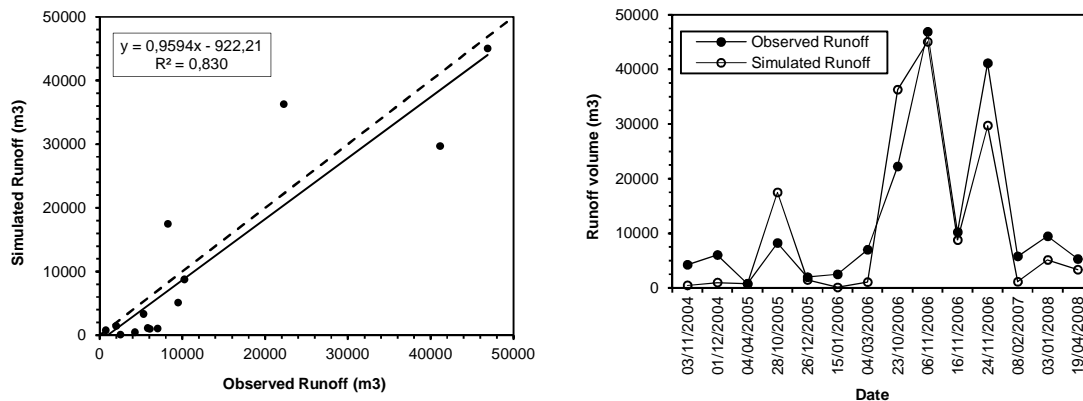 50000
40000
30000
20000
10000
0
Simulated Runoff (m3)
y = 0,9594x - 922,21
R² = 0,830
0 10000 20000 30000 40000 50000
Observed Runoff (m3)
50000
40000
30000
20000
10000
0
Runoff volume (m3)
Observed Runoff
Simulated Runoff
03/11/2004
01/12/2004
04/04/2005
28/10/2005
26/12/2005
15/01/2006
04/03/2006
23/10/2006
06/11/2006
16/11/2006
24/11/2006
08/02/2007
03/01/2008
19/04/2008
Date